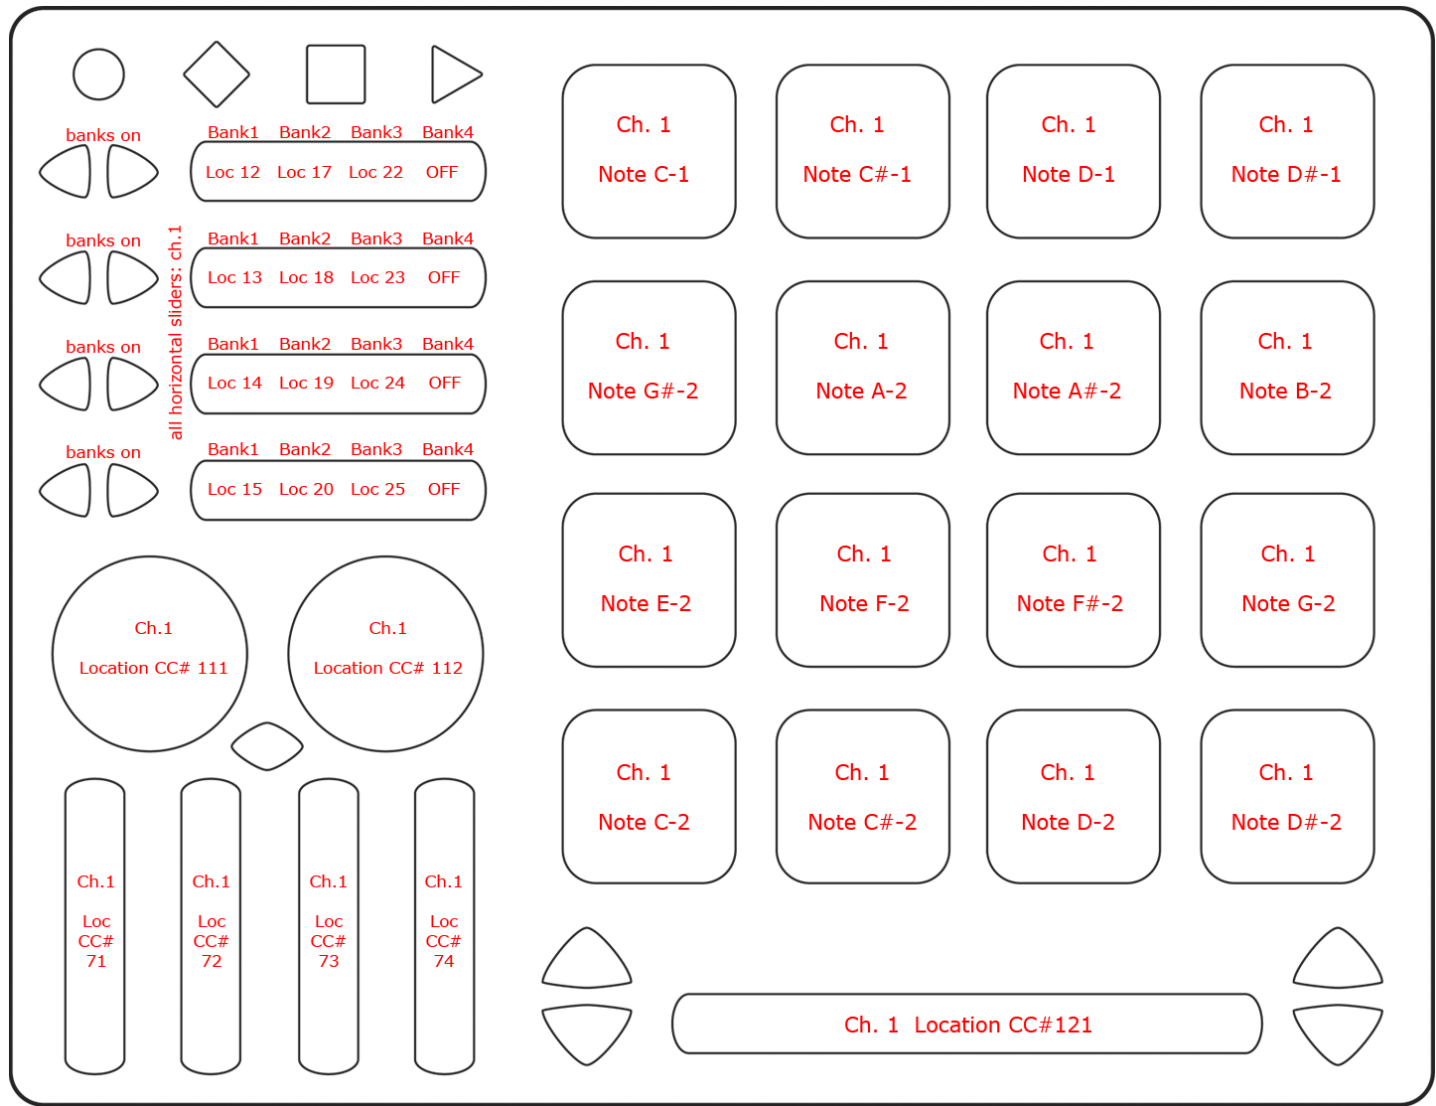 banks on
Bank1 Bank2 Bank3 Bank4
Loc 12 Loc 17 Loc 22 OFF
banks on
Bank1 Bank2 Bank3 Bank4
Loc 13 Loc 18 Loc 23 OFF
banks on
Bank1 Bank2 Bank3 Bank4
Loc 14 Loc 19 Loc 24 OFF
banks on
Bank1 Bank2 Bank3 Bank4
Loc 15 Loc 20 Loc 25 OFF
all horizontal sliders: ch.1
Ch.1
Location CC# 111
Ch.1
Location CC# 112
Ch.1
Loc
CC#
71
Ch.1
Loc
CC#
72
Ch.1
Loc
CC#
73
Ch.1
Loc
CC#
74
Ch. 1
Note C-1
Ch. 1
Note C#-1
Ch. 1
Note D-1
Ch. 1
Note D#-1
Ch. 1
Note G#-2
Ch. 1
Note A-2
Ch. 1
Note A#-2
Ch. 1
Note B-2
Ch. 1
Note E-2
Ch. 1
Note F-2
Ch. 1
Note F#-2
Ch. 1
Note G-2
Ch. 1
Note C-2
Ch. 1
Note C#-2
Ch. 1
Note D-2
Ch. 1
Note D#-2
Ch. 1 Location CC#121